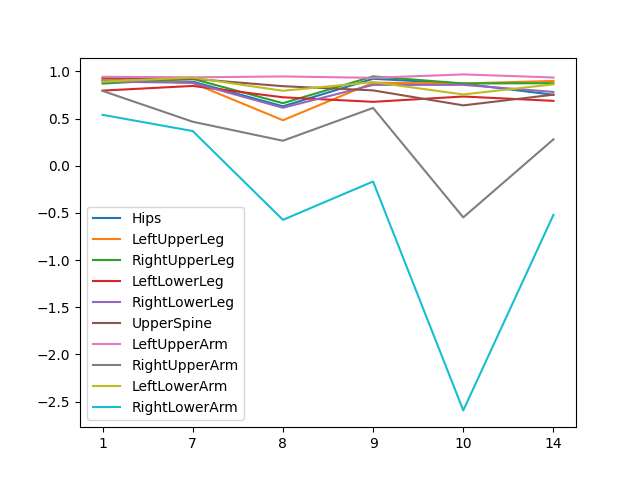 1.0
0.5
0.0
−0.5
−1.0
−1.5
−2.0
−2.5
Hips
LeftUpperLeg
RightUpperLeg
LeftLowerLeg
RightLowerLeg
UpperSpine
LeftUpperArm
RightUpperArm
LeftLowerArm
RightLowerArm
1 7 8 9 10 14